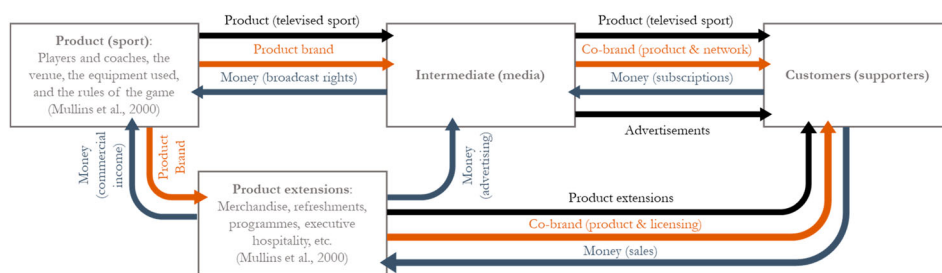 Product (televised sport)
Product (televised sport)
Product (sport):
Players and coaches, the
venue, the equipment used,
and the rules of the game
(Mullins et al., 2000)
Product brand
Money (broadcast rights)
Intermediate (media)
Co-brand (product & network)
Money (subscriptions)
Customers (supporters)
Advertisements
Money
(commercial
income)
Product
Brand
Money
(advertising)
Product extensions:
Merchandise, refreshments,
programmes, executive
hospitality, etc.
(Mullins et al., 2000)
Product extensions
Co-brand (product & licensing)
Money (sales)